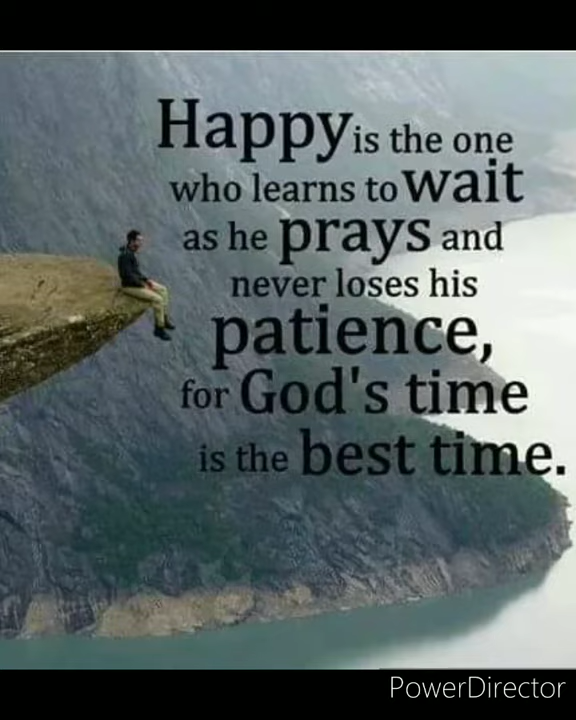 Happy is the one
who learns to wait
as he prays and
never loses his
patience,
for God's time
is the best time.
PowerDirector